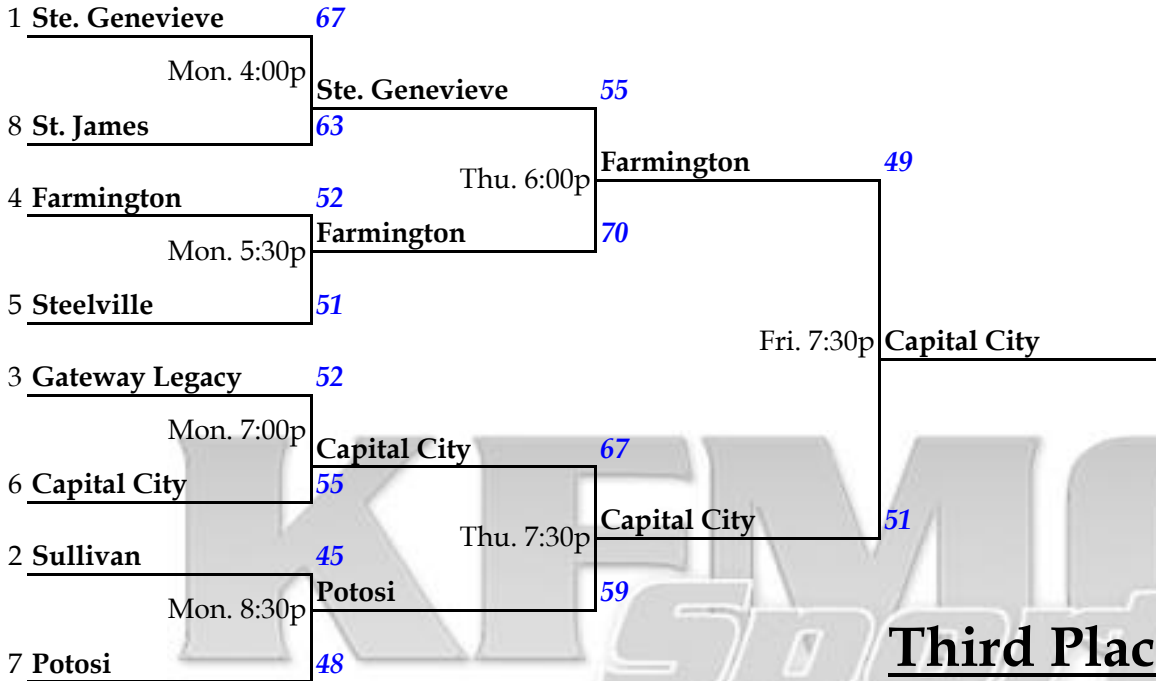 1 Ste. Genevieve 67
Mon. 4:00p
Ste. Genevieve 55
8 St. James 63
Thu. 6:00p
Farmington 49
4 Farmington 52
Mon. 5:30p
Farmington 70
5 Steelville 51
Fri. 7:30p
Capital City
3 Gateway Legacy 52
Mon. 7:00p
Capital City 67
6 Capital City 55
Thu. 7:30p
Capital City 51
2 Sullivan 45
Mon. 8:30p
Potosi 59
7 Potosi 48
Third Plac
KFMO
Sport